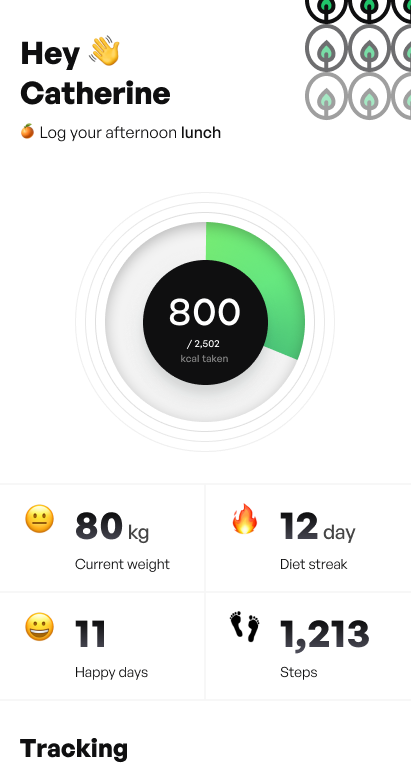 Hey 👋
Catherine
🍊 Log your afternoon lunch
800
/ 2,502
kcal taken
80 kg
Current weight
12 day
Diet streak
11
Happy days
1,213
Steps
Tracking